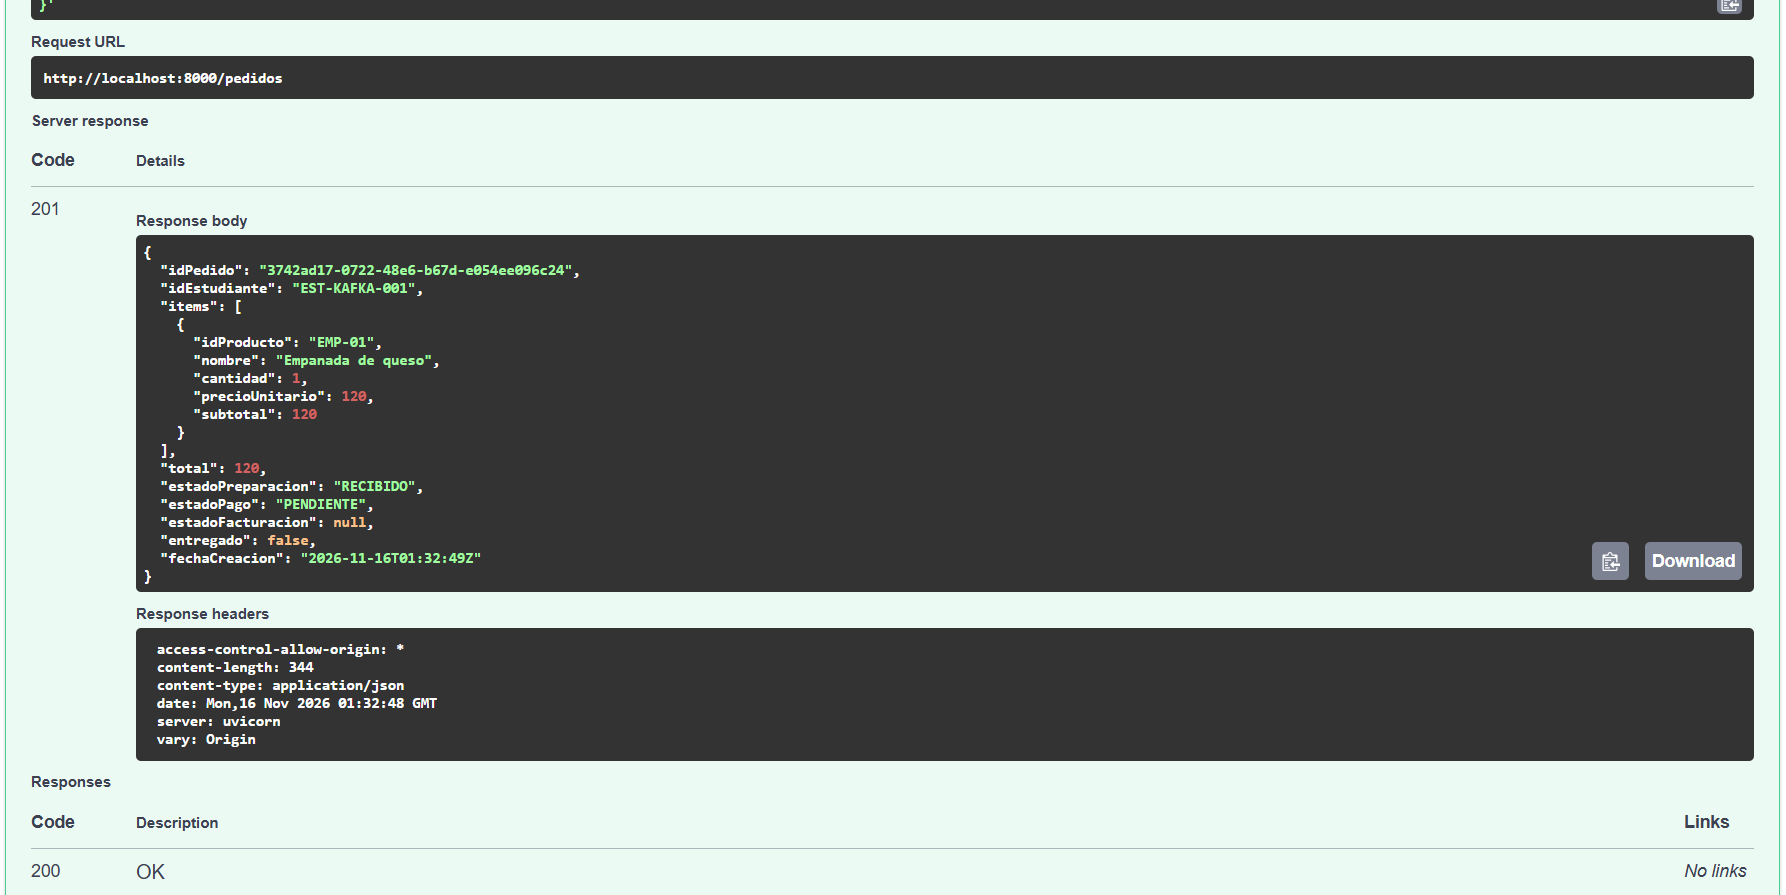 }'
Request URL
http://localhost:8000/pedidos
Server response
Code Details
201
Response body
{
  "idPedido": "3742ad17-0722-48e6-b67d-e054ee096c24",
  "idEstudiante": "EST-KAFKA-001",
  "items": [
    {
      "idProducto": "EMP-01",
      "nombre": "Empanada de queso",
      "cantidad": 1,
      "precioUnitario": 120,
      "subtotal": 120
    }
  ],
  "total": 120,
  "estadoPreparacion": "RECIBIDO",
  "estadoPago": "PENDIENTE",
  "estadoFacturacion": null,
  "entregado": false,
  "fechaCreacion": "2026-11-16T01:32:49Z"
}
Download
Response headers
access-control-allow-origin: *
content-length: 344
content-type: application/json
date: Mon,16 Nov 2026 01:32:48 GMT
server: uvicorn
vary: Origin
Responses
Code Description Links
200 OK No links